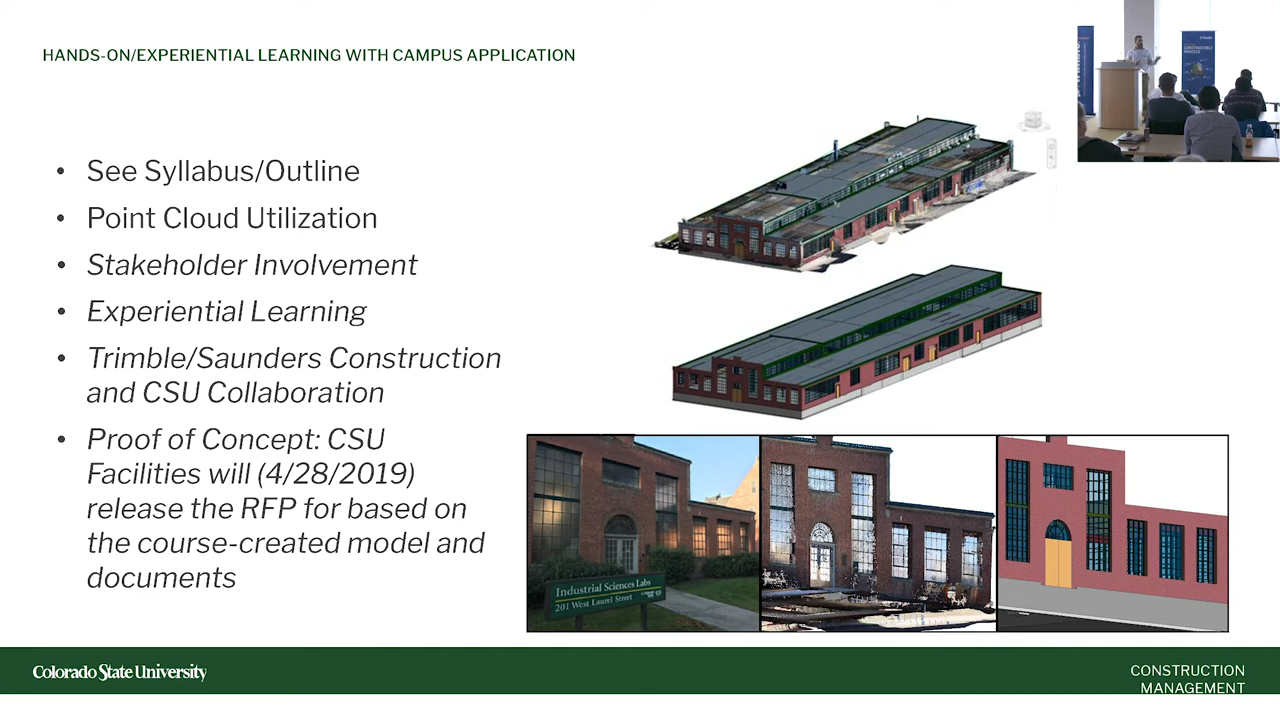 HANDS-ON/EXPERIENTIAL LEARNING WITH CAMPUS APPLICATION
• See Syllabus/Outline
• Point Cloud Utilization
• Stakeholder Involvement
• Experiential Learning
• Trimble/Saunders Construction
and CSU Collaboration
• Proof of Concept: CSU
Facilities will (4/28/2019)
release the RFP for based on
the course-created model and
documents
Industrial Sciences Labs
201 West Laurel Street
Colorado State University
CONSTRUCTION
MANAGEMENT